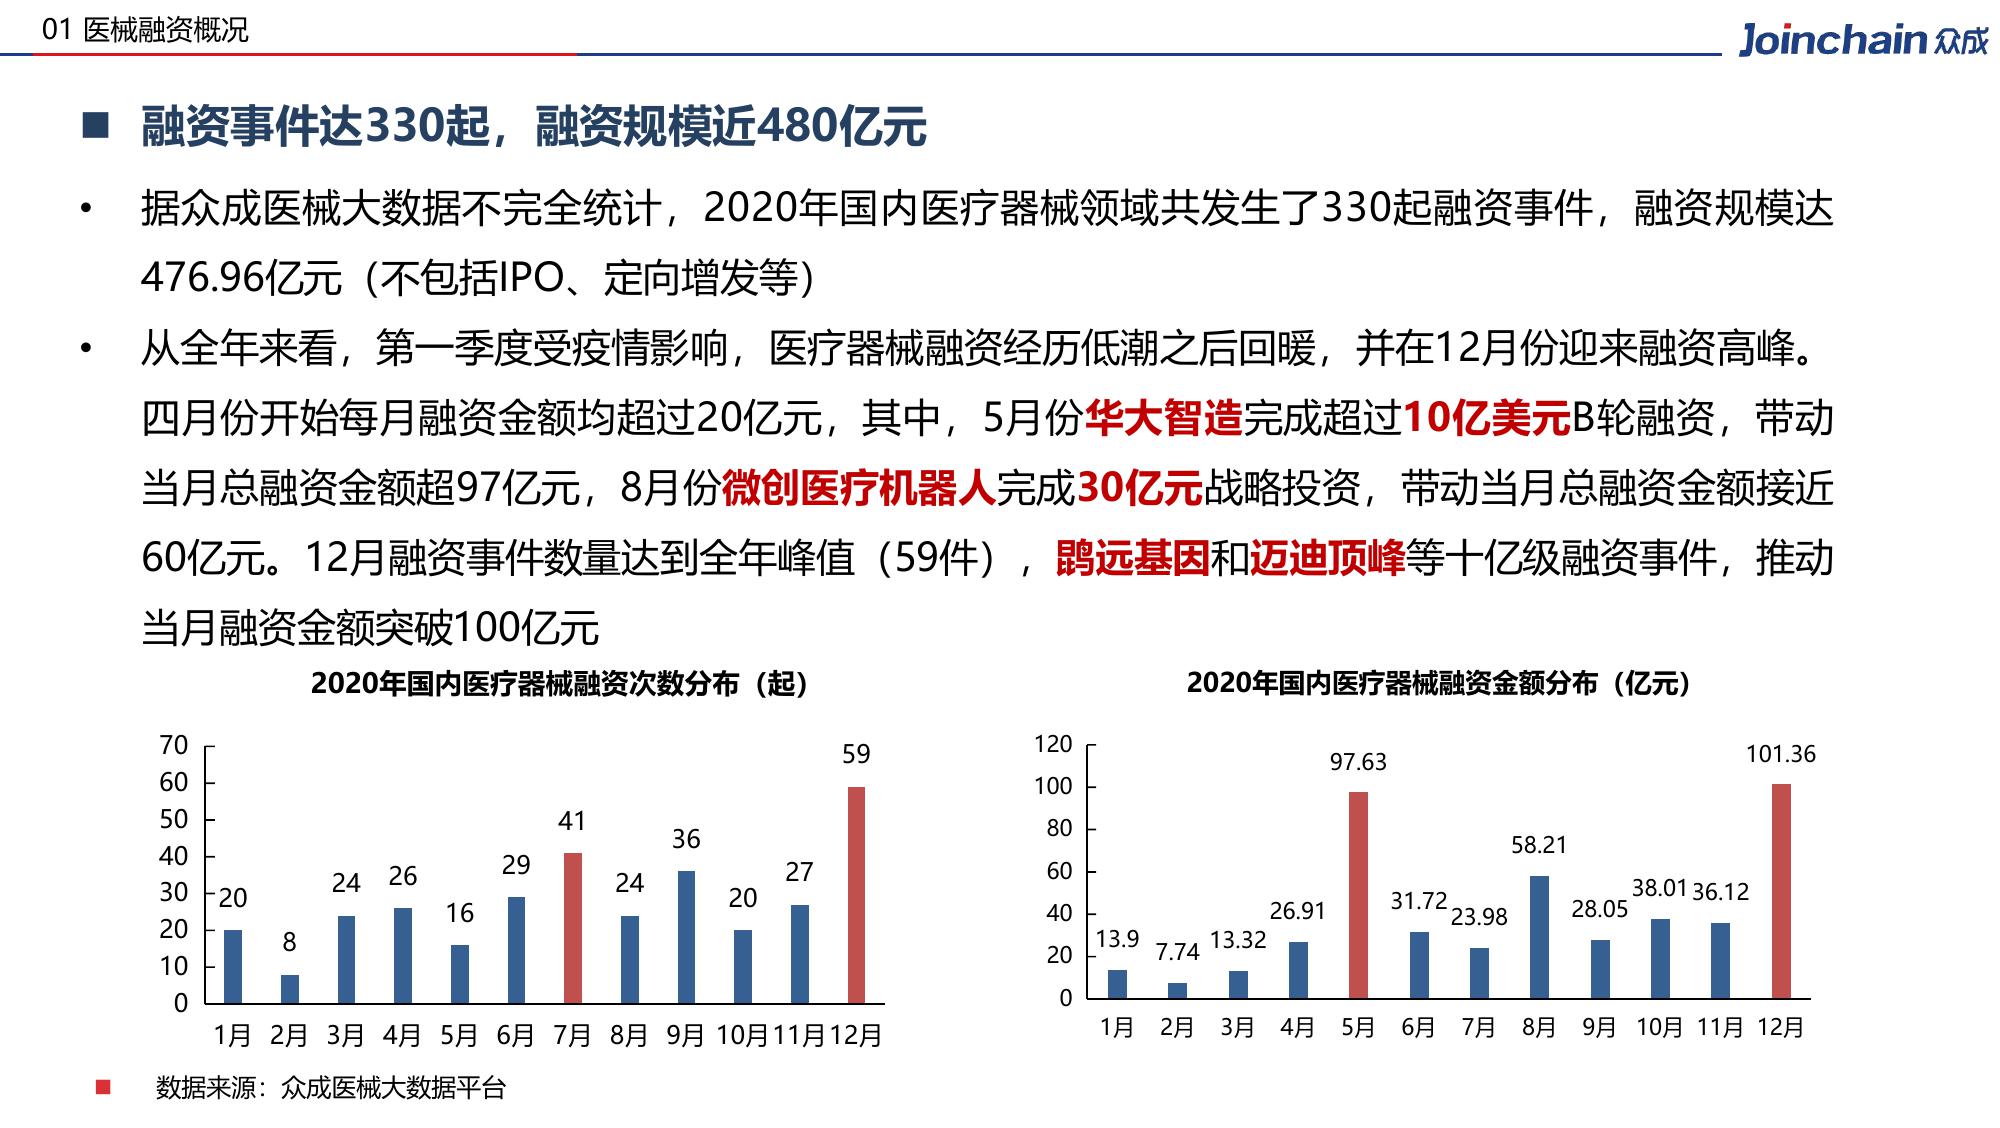 01 医械融资概况
Joinchain 众成
■ 融资事件达330起，融资规模近480亿元
• 据众成医械大数据不完全统计，2020年国内医疗器械领域共发生了330起融资事件，融资规模达
476.96亿元（不包括IPO、定向增发等）
• 从全年来看，第一季度受疫情影响，医疗器械融资经历低潮之后回暖，并在12月份迎来融资高峰。
四月份开始每月融资金额均超过20亿元，其中，5月份华大智造完成超过10亿美元B轮融资，带动
当月总融资金额超97亿元，8月份微创医疗机器人完成30亿元战略投资，带动当月总融资金额接近
60亿元。12月融资事件数量达到全年峰值（59件），鹍远基因和迈迪顶峰等十亿级融资事件，推动
当月融资金额突破100亿元
2020年国内医疗器械融资次数分布（起）
70
60
50
40
30
20
10
0
20 8 24 26 16 29 41 24 36 20 27 59
1月 2月 3月 4月 5月 6月 7月 8月 9月 10月 11月 12月
2020年国内医疗器械融资金额分布（亿元）
120
100
80
60
40
20
0
13.9 7.74 13.32 26.91 97.63 31.72 23.98 58.21 28.05 38.01 36.12 101.36
1月 2月 3月 4月 5月 6月 7月 8月 9月 10月 11月 12月
■ 数据来源：众成医械大数据平台